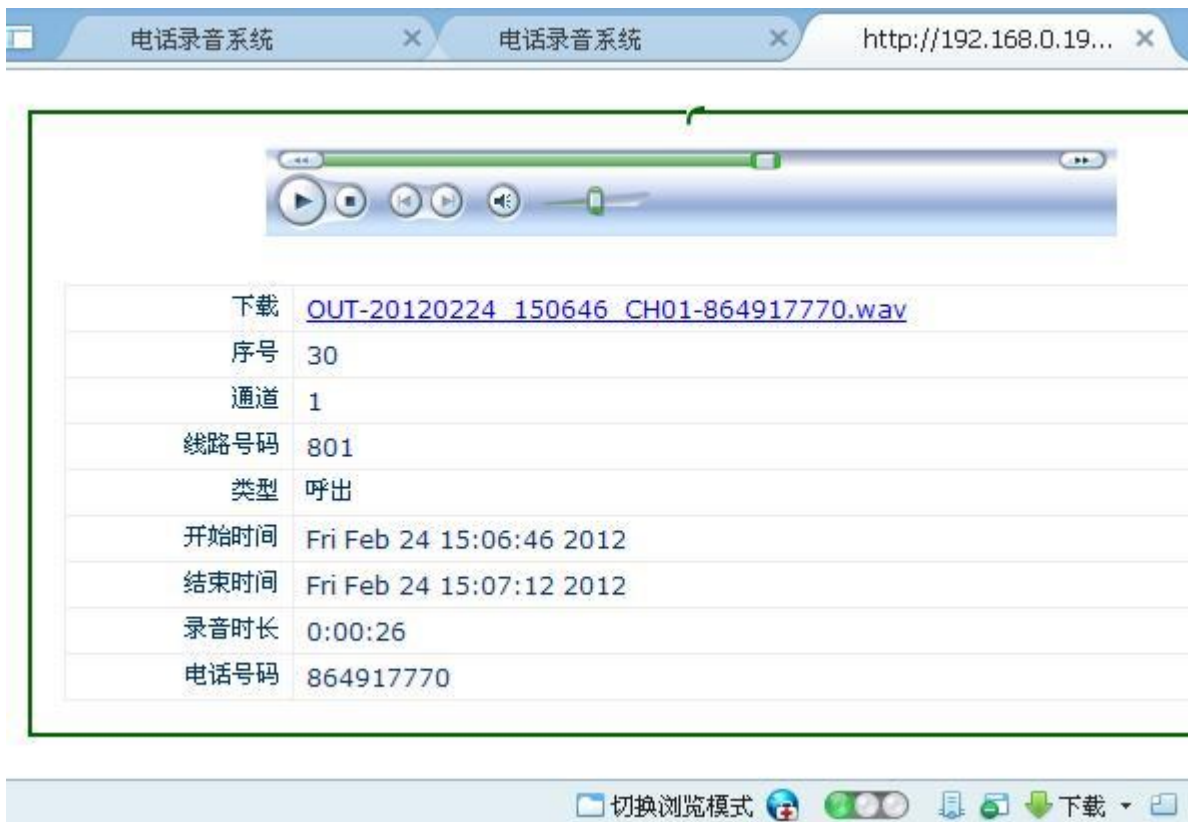 电话录音系统 电话录音系统 http://192.168.0.19...
下载 OUT-20120224_150646_CH01-864917770.wav
序号 30
通道 1
线路号码 801
类型 呼出
开始时间 Fri Feb 24 15:06:46 2012
结束时间 Fri Feb 24 15:07:12 2012
录音时长 0:00:26
电话号码 864917770
切换浏览模式 下载